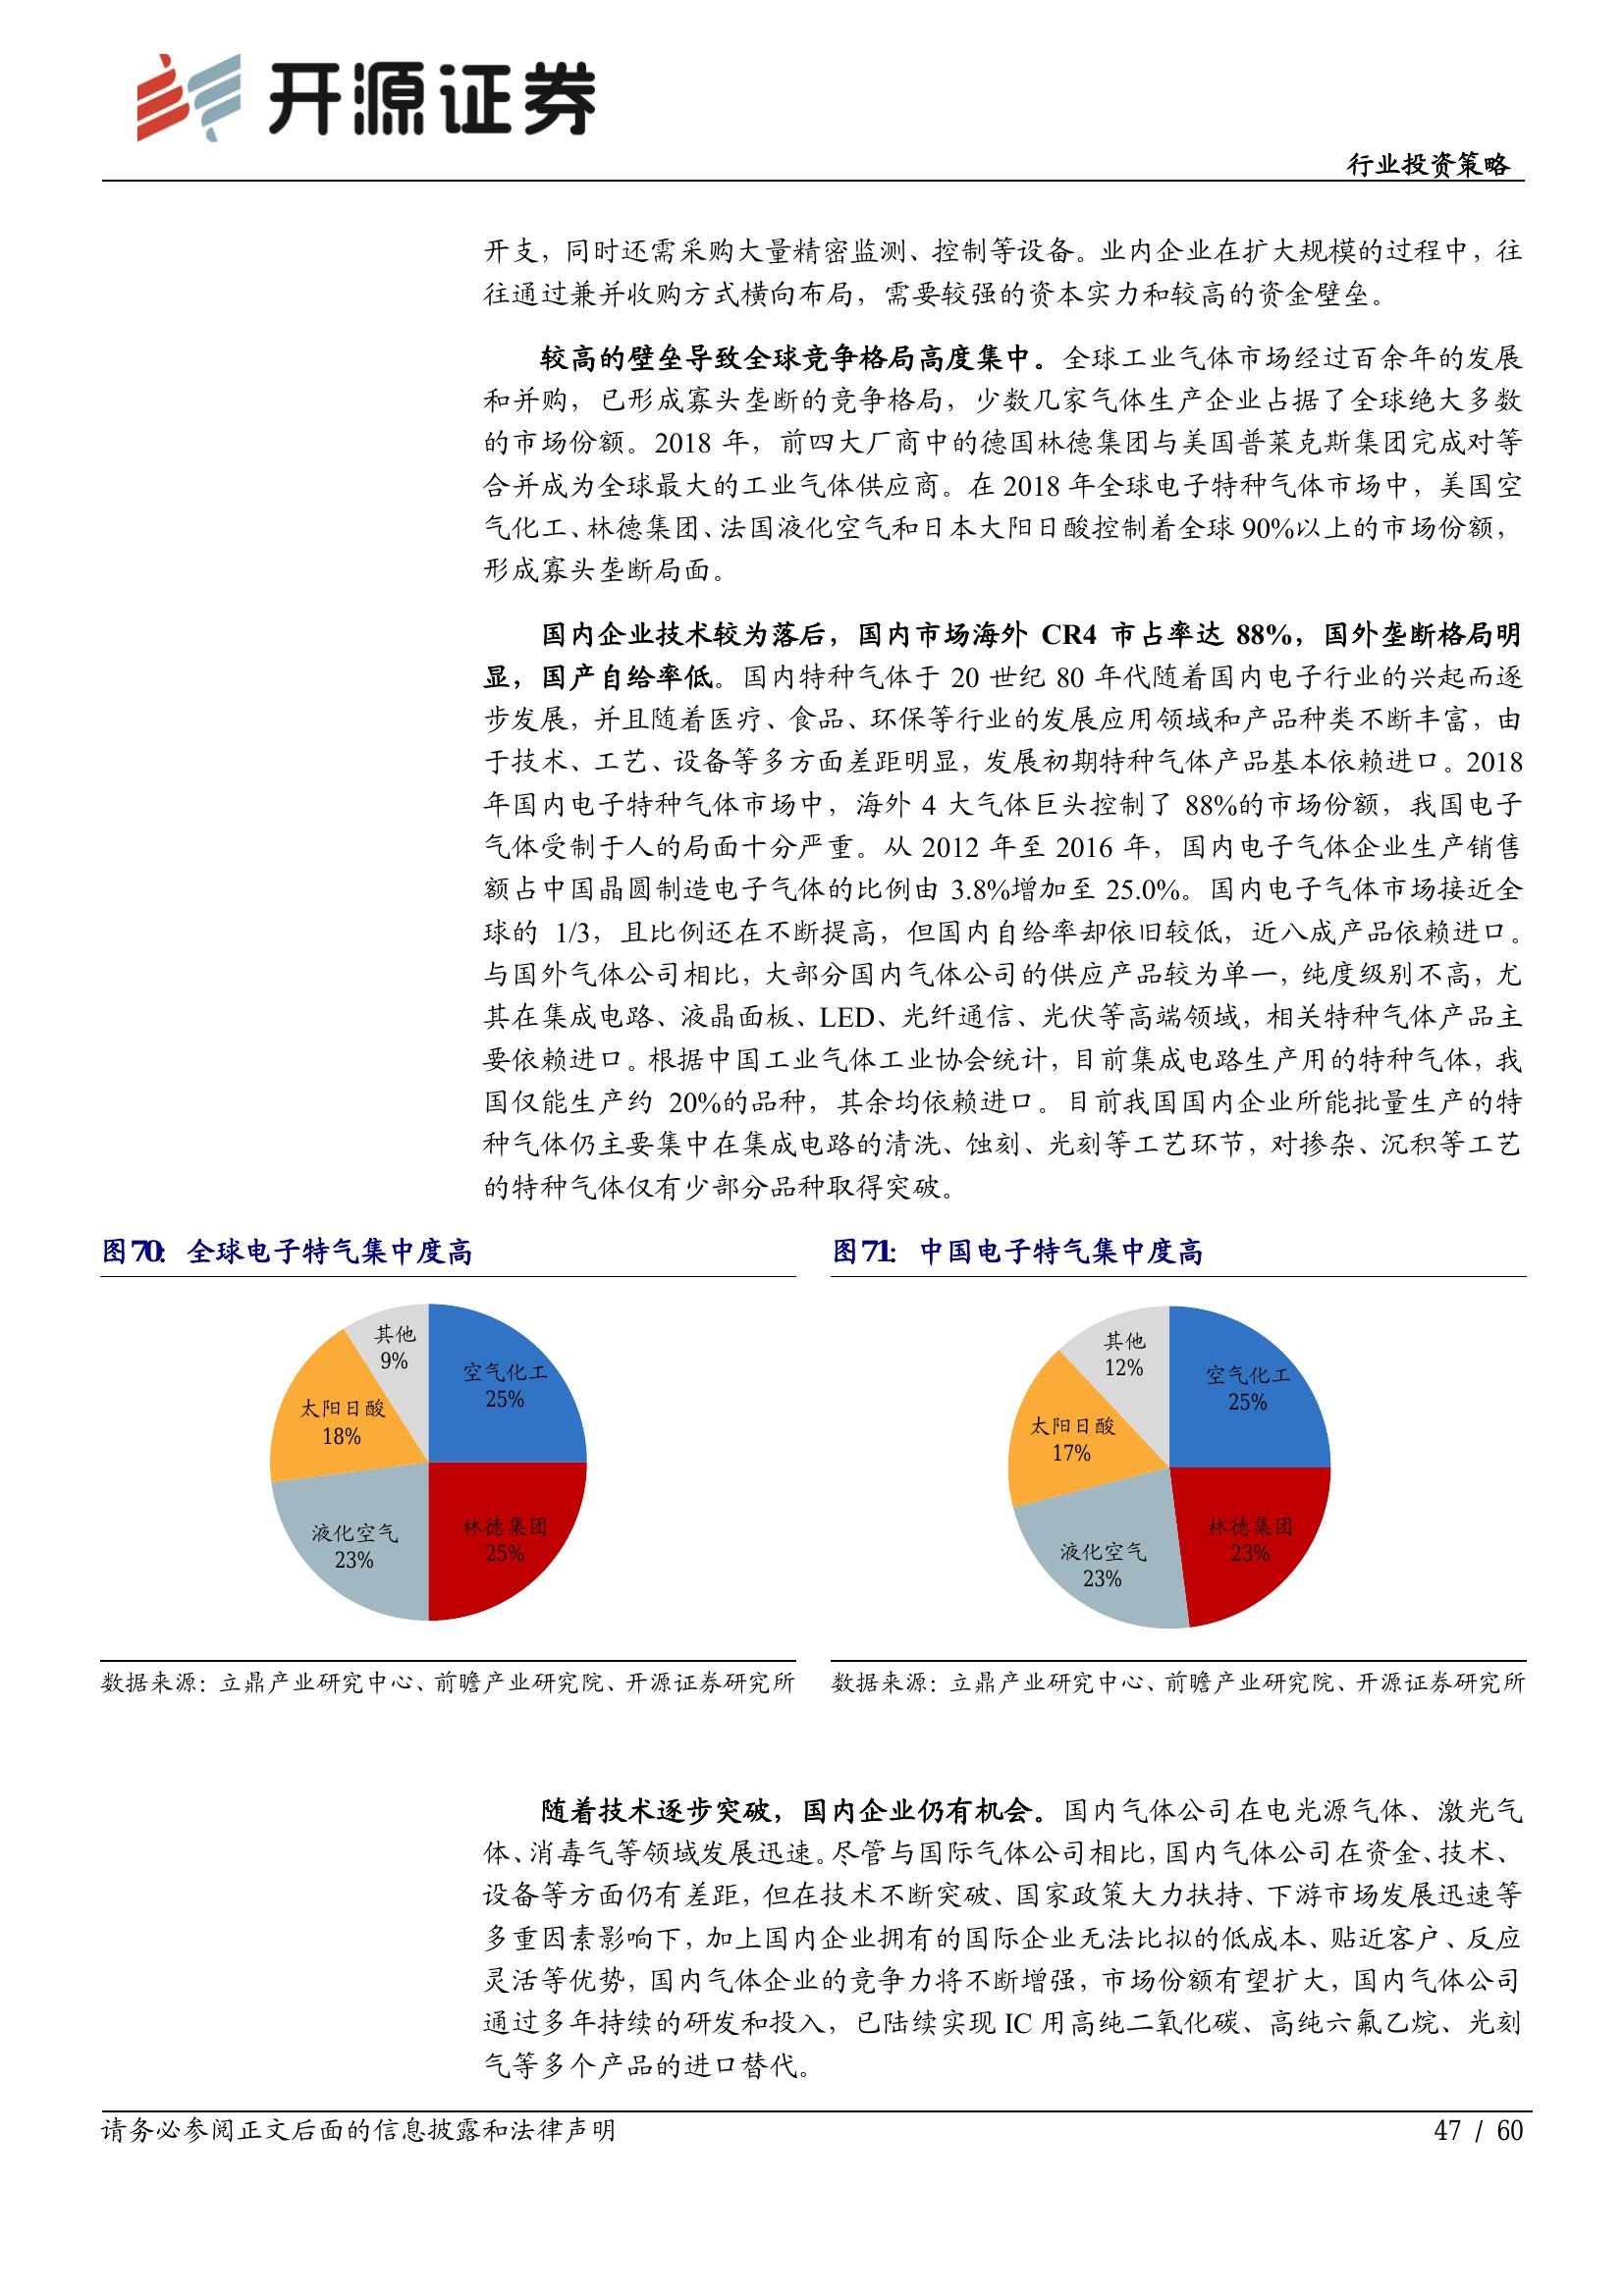 开源证券
行业投资策略
开支，同时还需采购大量精密监测、控制等设备。业内企业在扩大规模的过程中，往
往通过兼并收购方式横向布局，需要较强的资本实力和较高的资金壁垒。
较高的壁垒导致全球竞争格局高度集中。全球工业气体市场经过百余年的发展
和并购，已形成寡头垄断的竞争格局，少数几家气体生产企业占据了全球绝大多数
的市场份额。2018 年，前四大厂商中的德国林德集团与美国普莱克斯集团完成对等
合并成为全球最大的工业气体供应商。在 2018 年全球电子特种气体市场中，美国空
气化工、林德集团、法国液化空气和日本大阳日酸控制着全球 90%以上的市场份额，
形成寡头垄断局面。
国内企业技术较为落后，国内市场海外 CR4 市占率达 88%，国外垄断格局明
显，国产自给率低。国内特种气体于 20 世纪 80 年代随着国内电子行业的兴起而逐
步发展，并且随着医疗、食品、环保等行业的发展应用领域和产品种类不断丰富，由
于技术、工艺、设备等多方面差距明显，发展初期特种气体产品基本依赖进口。2018
年国内电子特种气体市场中，海外 4 大气体巨头控制了 88%的市场份额，我国电子
气体受制于人的局面十分严重。从 2012 年至 2016 年，国内电子气体企业生产销售
额占中国晶圆制造电子气体的比例由 3.8%增加至 25.0%。国内电子气体市场接近全
球的 1/3，且比例还在不断提高，但国内自给率却依旧较低，近八成产品依赖进口。
与国外气体公司相比，大部分国内气体公司的供应产品较为单一，纯度级别不高，尤
其在集成电路、液晶面板、LED、光纤通信、光伏等高端领域，相关特种气体产品主
要依赖进口。根据中国工业气体工业协会统计，目前集成电路生产用的特种气体，我
国仅能生产约 20%的品种，其余均依赖进口。目前我国国内企业所能批量生产的特
种气体仍主要集中在集成电路的清洗、蚀刻、光刻等工艺环节，对掺杂、沉积等工艺
的特种气体仅有少部分品种取得突破。
图70：全球电子特气集中度高
空气化工
25%
林德集团
25%
液化空气
23%
太阳日酸
18%
其他
9%
数据来源：立鼎产业研究中心、前瞻产业研究院、开源证券研究所
图71：中国电子特气集中度高
空气化工
25%
林德集团
23%
液化空气
23%
太阳日酸
17%
其他
12%
数据来源：立鼎产业研究中心、前瞻产业研究院、开源证券研究所
随着技术逐步突破，国内企业仍有机会。国内气体公司在电光源气体、激光气
体、消毒气等领域发展迅速。尽管与国际气体公司相比，国内气体公司在资金、技术、
设备等方面仍有差距，但在技术不断突破、国家政策大力扶持、下游市场发展迅速等
多重因素影响下，加上国内企业拥有的国际企业无法比拟的低成本、贴近客户、反应
灵活等优势，国内气体企业的竞争力将不断增强，市场份额有望扩大，国内气体公司
通过多年持续的研发和投入，已陆续实现 IC 用高纯二氧化碳、高纯六氟乙烷、光刻
气等多个产品的进口替代。
请务必参阅正文后面的信息披露和法律声明
47 / 60